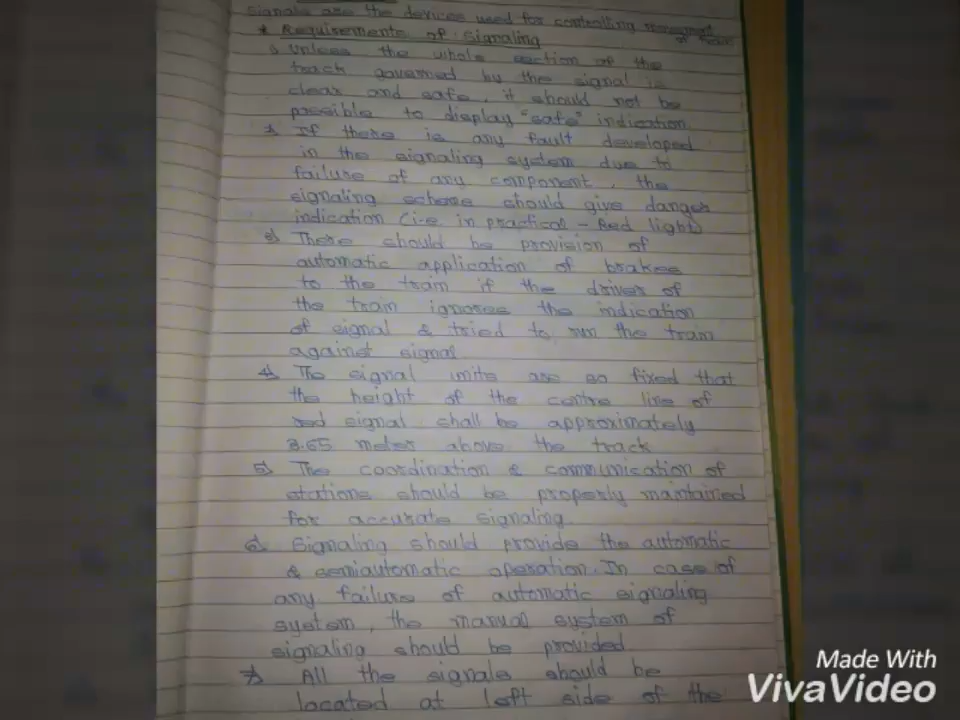 signals are the devices used for controlling movement of trains
* Requirements of signaling
1) Unless the whole section of the
track governed by the signal is
clear and safe, it should not be
possible to display "safe" indication.
2) If there is any fault developed
in the signaling system due to
failure of any component, the
signaling scheme should give danger
indication (i.e. in practical - Red light)
3) There should be provision of
automatic application of brakes
to the train if the driver of
the train ignores the indication
of signal & tried to run the train
against signal
4) The signal units are so fixed that
the height of the centre line of
red signal shall be approximately
3.65 meter above the track
5) The coordination & communication of
stations should be properly maintained
for accurate signaling.
6) Signaling should provide the automatic
& semiautomatic operation. In case of
any failure of automatic signaling
system, the manual system of
signaling should be provided.
7) All the signals should be
located at left side of the
Made With
VivaVideo